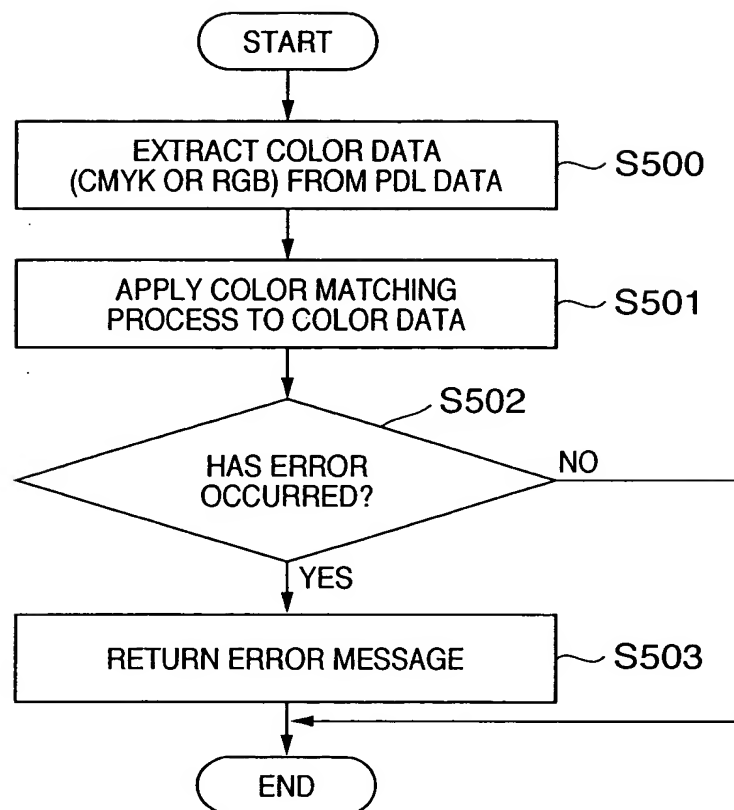 START
EXTRACT COLOR DATA
(CMYK OR RGB) FROM PDL DATA
S500
APPLY COLOR MATCHING
PROCESS TO COLOR DATA
S501
S502
HAS ERROR
OCCURRED?
NO
YES
RETURN ERROR MESSAGE
S503
END